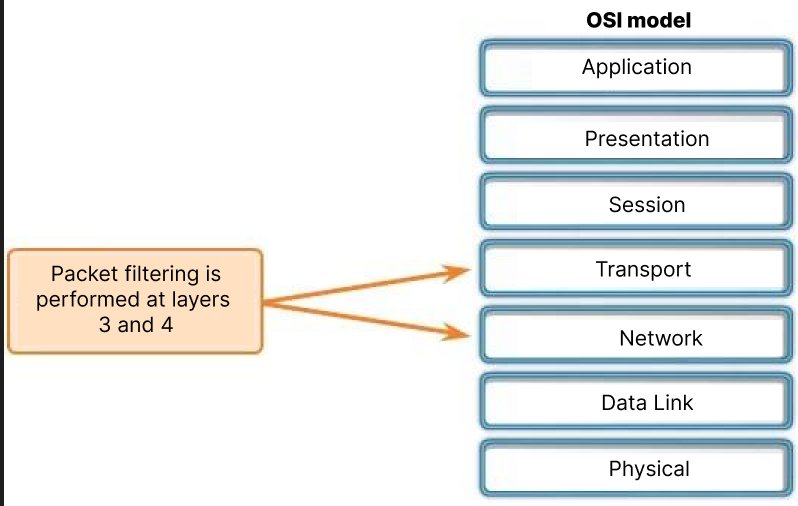 OSI model
Application
Presentation
Session
Transport
Network
Data Link
Physical
Packet filtering is
performed at layers
3 and 4